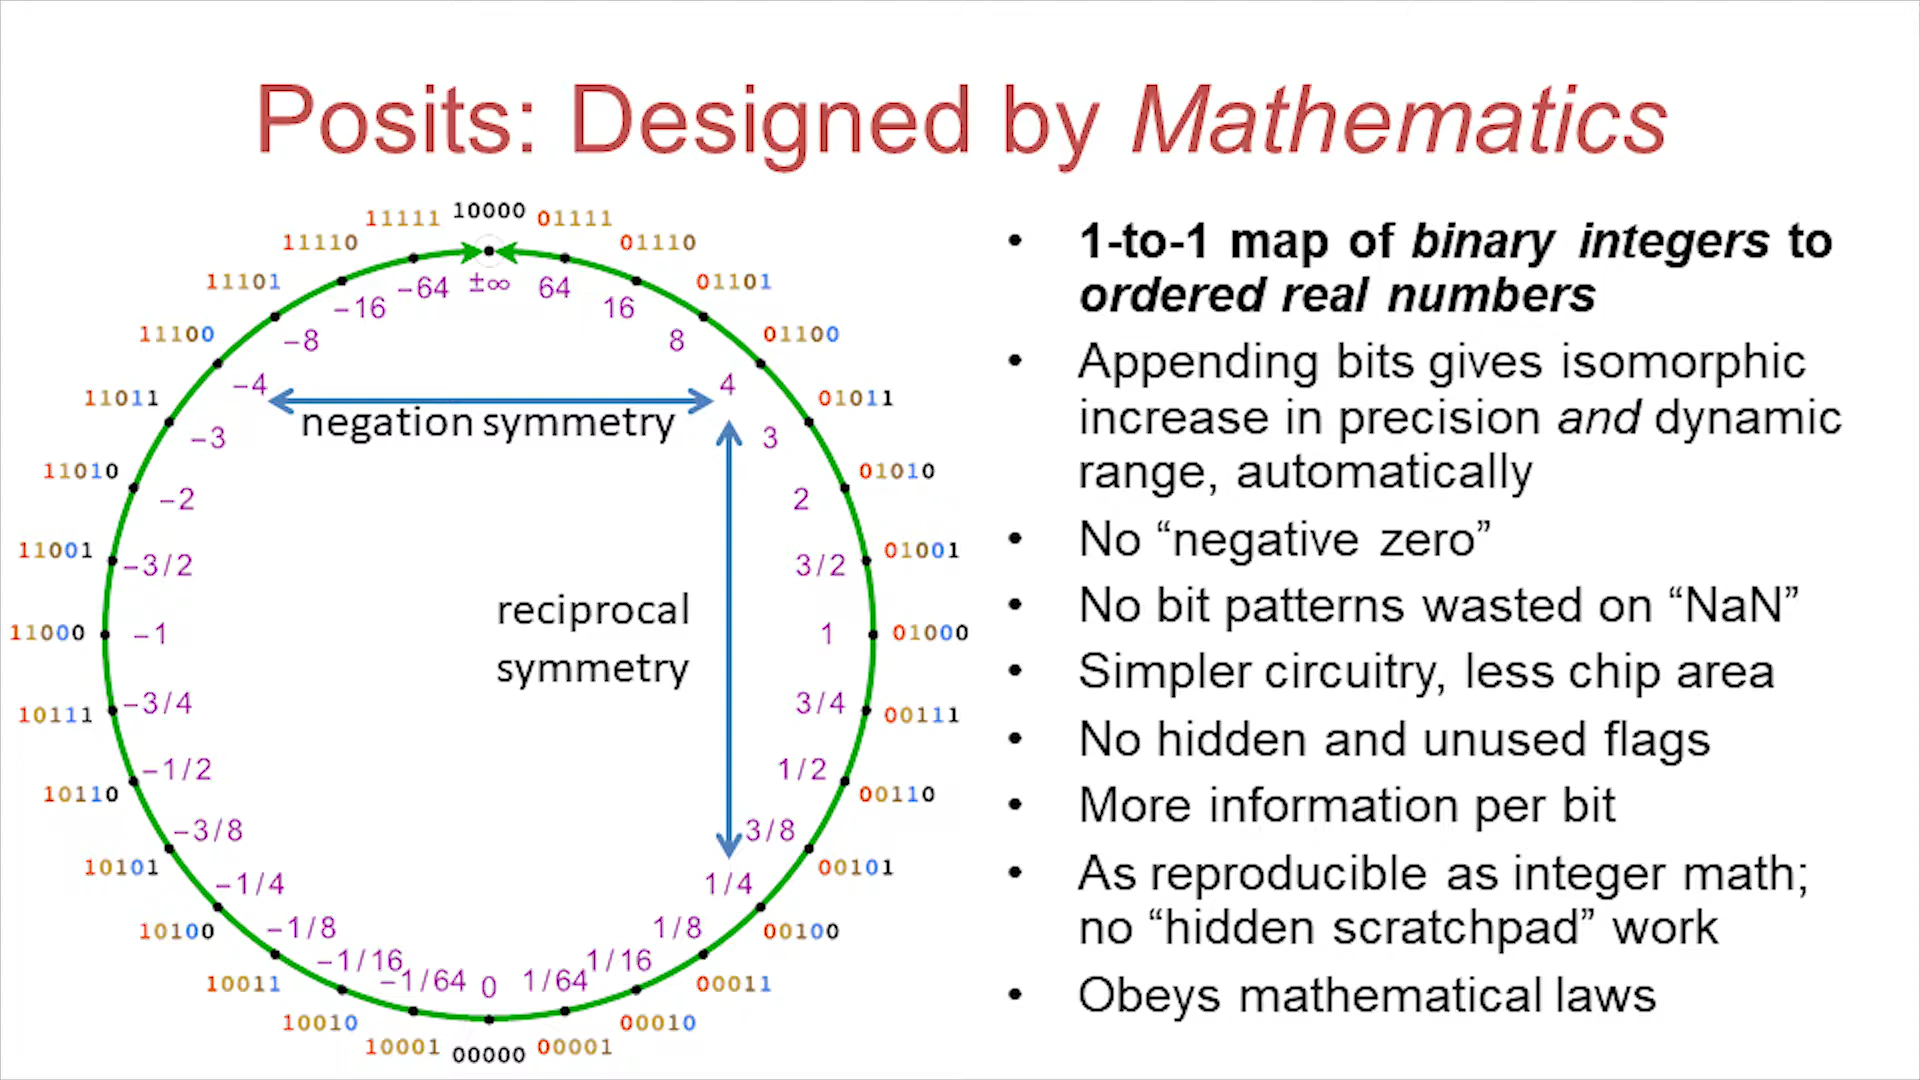 Posits: Designed by Mathematics
11111 10000 01111
11110 01110
11101 −64 ±∞ 64 01101
−16 16
11100 −8 8 01100
−4 4
11011 negation symmetry 01011
−3 3
11010 01010
−2 2
11001 01001
−3/2 3/2
reciprocal
11000 −1 1 01000
symmetry
−3/4 3/4
10111 00111
−1/2 1/2
10110 00110
−3/8 3/8
10101 00101
−1/4 1/4
10100 −1/8 1/8 00100
−1/16 1/16
10011 −1/64 0 1/64 00011
10010 00010
10001 00000 00001
• 1-to-1 map of binary integers to
ordered real numbers
• Appending bits gives isomorphic
increase in precision and dynamic
range, automatically
• No “negative zero”
• No bit patterns wasted on “NaN”
• Simpler circuitry, less chip area
• No hidden and unused flags
• More information per bit
• As reproducible as integer math;
no “hidden scratchpad” work
• Obeys mathematical laws